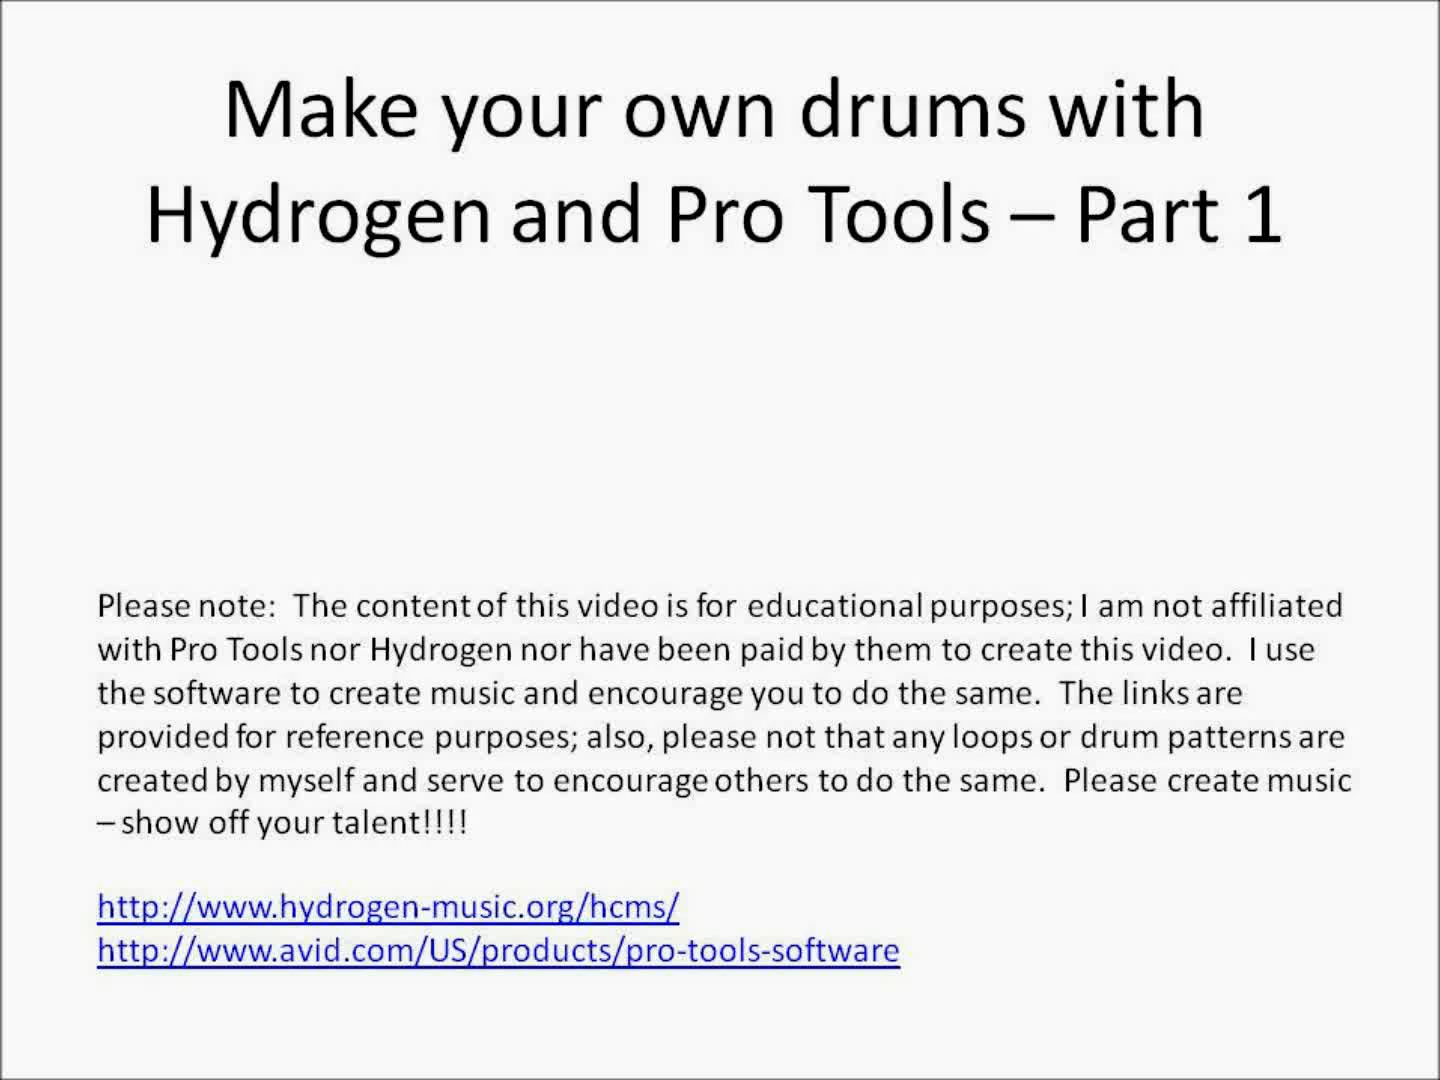 Make your own drums with
Hydrogen and Pro Tools – Part 1
Please note:  The content of this video is for educational purposes; I am not affiliated
with Pro Tools nor Hydrogen nor have been paid by them to create this video.  I use
the software to create music and encourage you to do the same.  The links are
provided for reference purposes; also, please not that any loops or drum patterns are
created by myself and serve to encourage others to do the same.  Please create music
– show off your talent!!!!
http://www.hydrogen-music.org/hcms/
http://www.avid.com/US/products/pro-tools-software